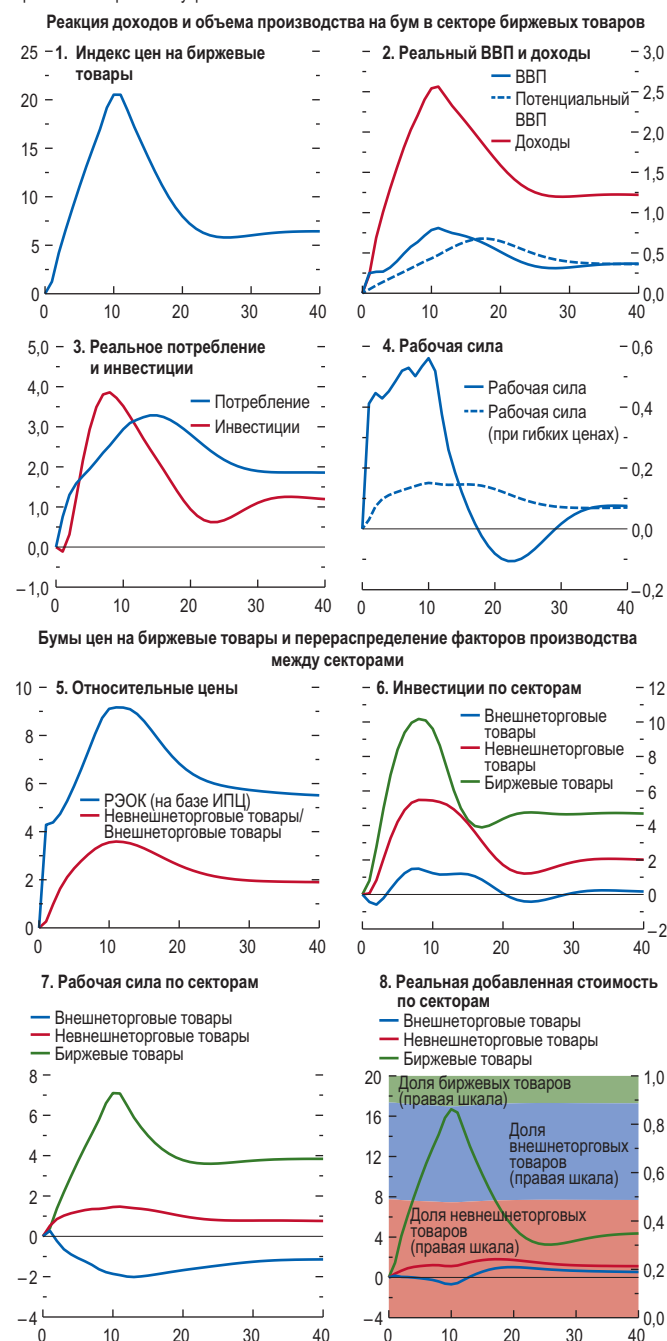 Реакция доходов и объема производства на бум в секторе биржевых товаров
1. Индекс цен на биржевые
товары
25
20
15
10
5
0
0 10 20 30 40
2. Реальный ВВП и доходы
ВВП
Потенциальный
ВВП
Доходы
3,0
2,5
2,0
1,5
1,0
0,5
0,0
0 10 20 30 40
3. Реальное потребление
и инвестиции
Потребление
Инвестиции
5,0
4,0
3,0
2,0
1,0
0,0
–1,0
0 10 20 30 40
4. Рабочая сила
Рабочая сила
Рабочая сила
(при гибких ценах)
0,6
0,4
0,2
0,0
–0,2
0 10 20 30 40
Бумы цен на биржевые товары и перераспределение факторов производства
между секторами
5. Относительные цены
РЭОК (на базе ИПЦ)
Невнешнеторговые товары/
Внешнеторговые товары
10
8
6
4
2
0
0 10 20 30 40
6. Инвестиции по секторам
Внешнеторговые
товары
Невнешнеторговые
товары
Биржевые товары
12
10
8
6
4
2
0
–2
0 10 20 30 40
7. Рабочая сила по секторам
Внешнеторговые товары
Невнешнеторговые товары
Биржевые товары
8
6
4
2
0
–2
–4
0 10 20 30 40
8. Реальная добавленная стоимость
по секторам
Внешнеторговые товары
Невнешнеторговые товары
Биржевые товары
20
16
12
8
4
0
–4
Доля биржевых товаров
(правая шкала)
Доля
внешнеторговых
товаров
(правая шкала)
Доля невнешнеторговых
товаров
(правая шкала)
1,0
0,8
0,6
0,4
0,2
0,0
0 10 20 30 40